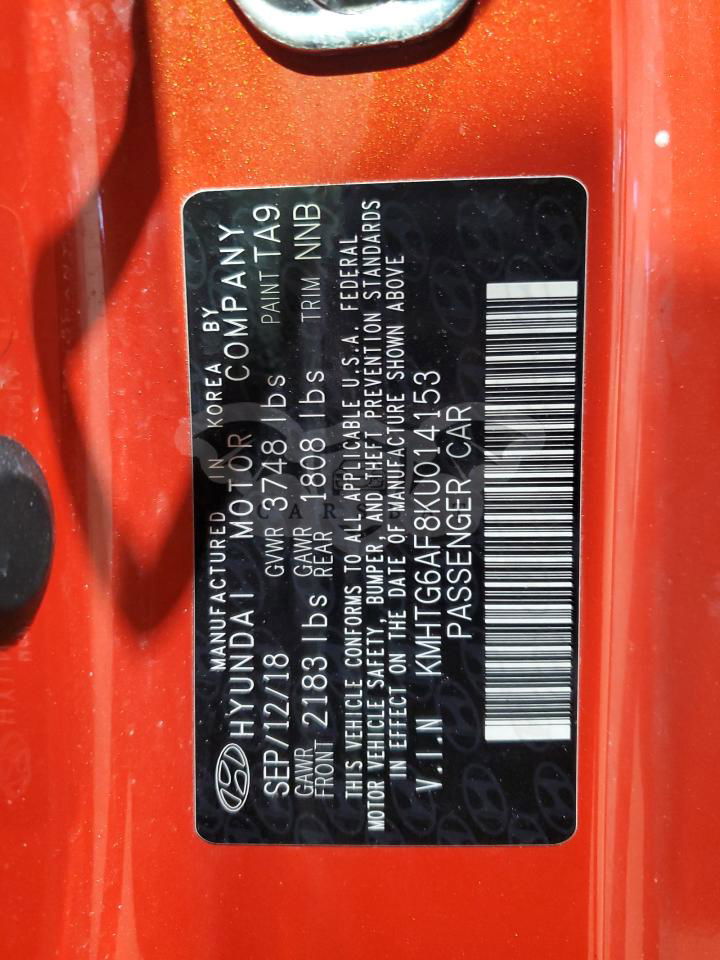 MANUFACTURED IN KOREA BY
HYUNDAI MOTOR COMPANY
SEP/12/18 GVWR 3748 lbs PAINT TA9
GAWR FRONT 2183 lbs GAWR REAR 1808 lbs TRIM NNB
THIS VEHICLE CONFORMS TO ALL APPLICABLE U.S.A. FEDERAL
MOTOR VEHICLE SAFETY, BUMPER, AND THEFT PREVENTION STANDARDS
IN EFFECT ON THE DATE OF MANUFACTURE SHOWN ABOVE
V.I.N KMHTG6AF8KU014153
PASSENGER CAR
CARS